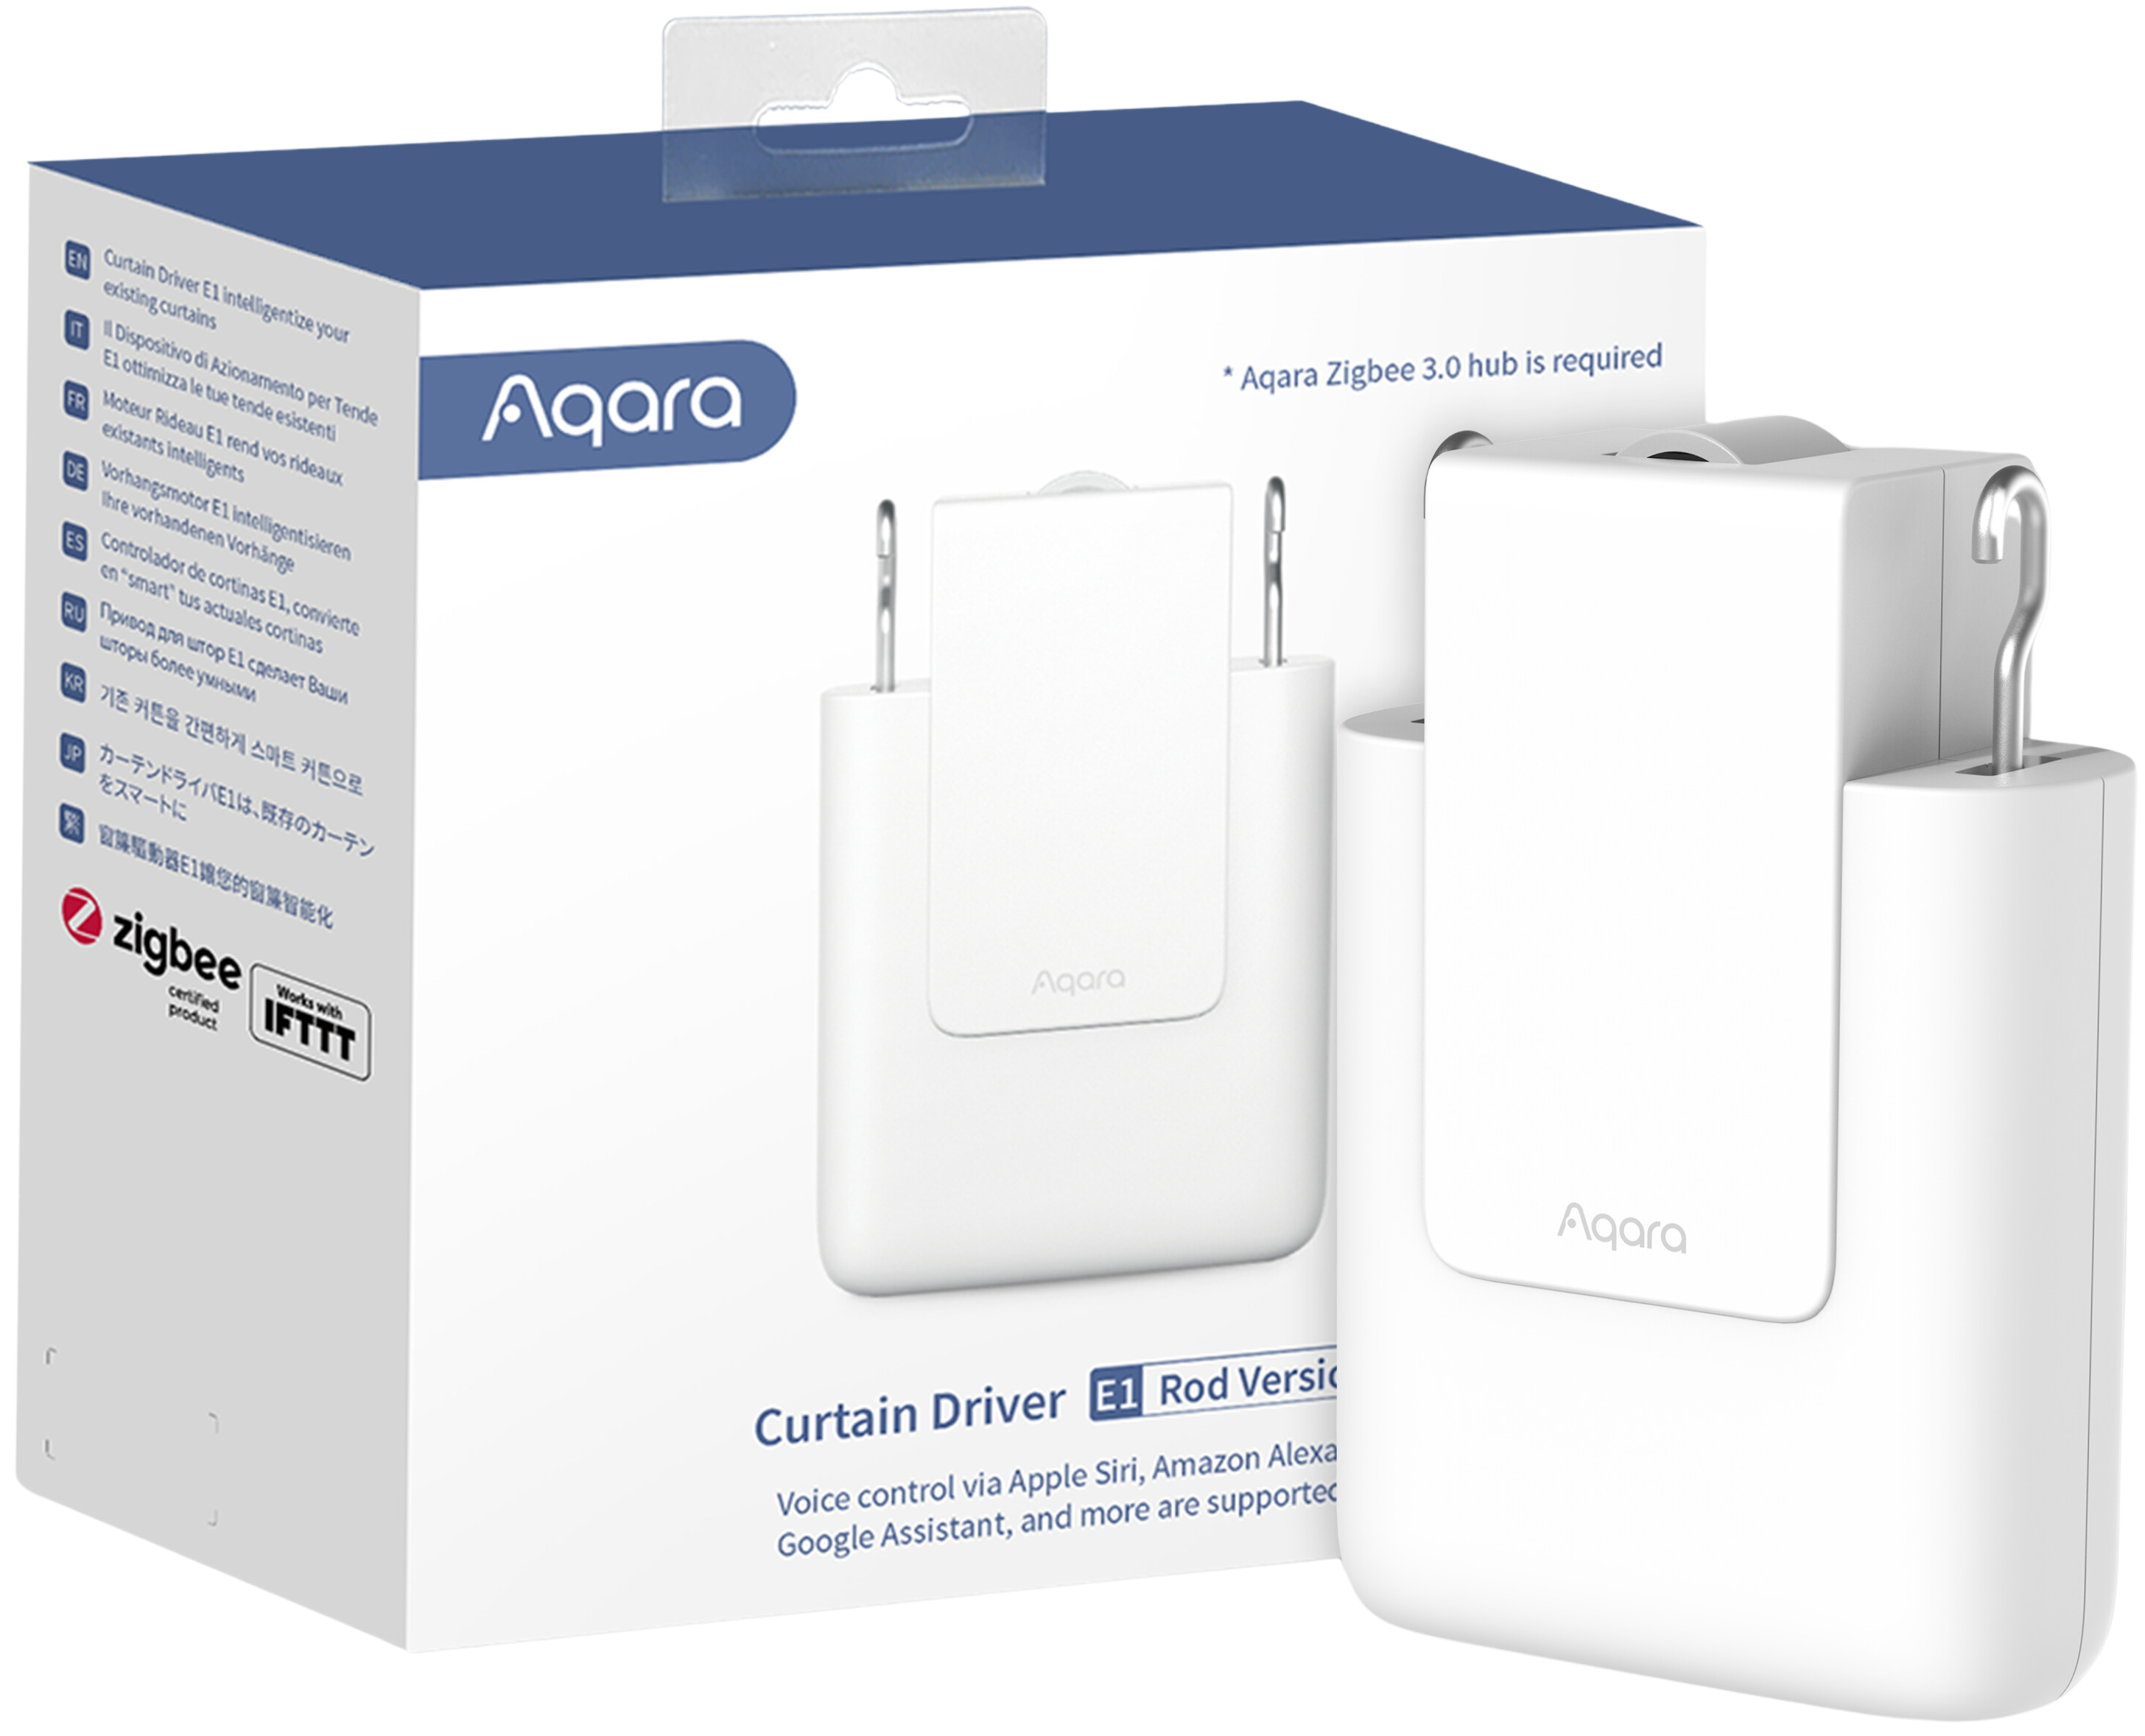 EN Curtain Driver E1 intelligentize your
existing curtains
IT Il Dispositivo di Azionamento per Tende
E1 ottimizza le tue tende esistenti
FR Moteur Rideau E1 rend vos rideaux
existants intelligents
DE Vorhangsmotor E1 intelligentisieren
Ihre vorhandenen Vorhänge
ES Controlador de cortinas E1, convierte
en “smart” tus actuales cortinas
RU Привод для штор E1 сделает Ваши
шторы более умными
KR 기존 커튼을 간편하게 스마트 커튼으로
JP カーテンドライバE1は、既存のカーテン
をスマートに
繁 窗簾驅動器E1讓您的窗簾智能化
zigbee
certified
product
Works with
IFTTT
Aqara
* Aqara Zigbee 3.0 hub is required
Aqara
Curtain Driver E1 Rod Versio
Voice control via Apple Siri, Amazon Alexa
Google Assistant, and more are supported
Aqara